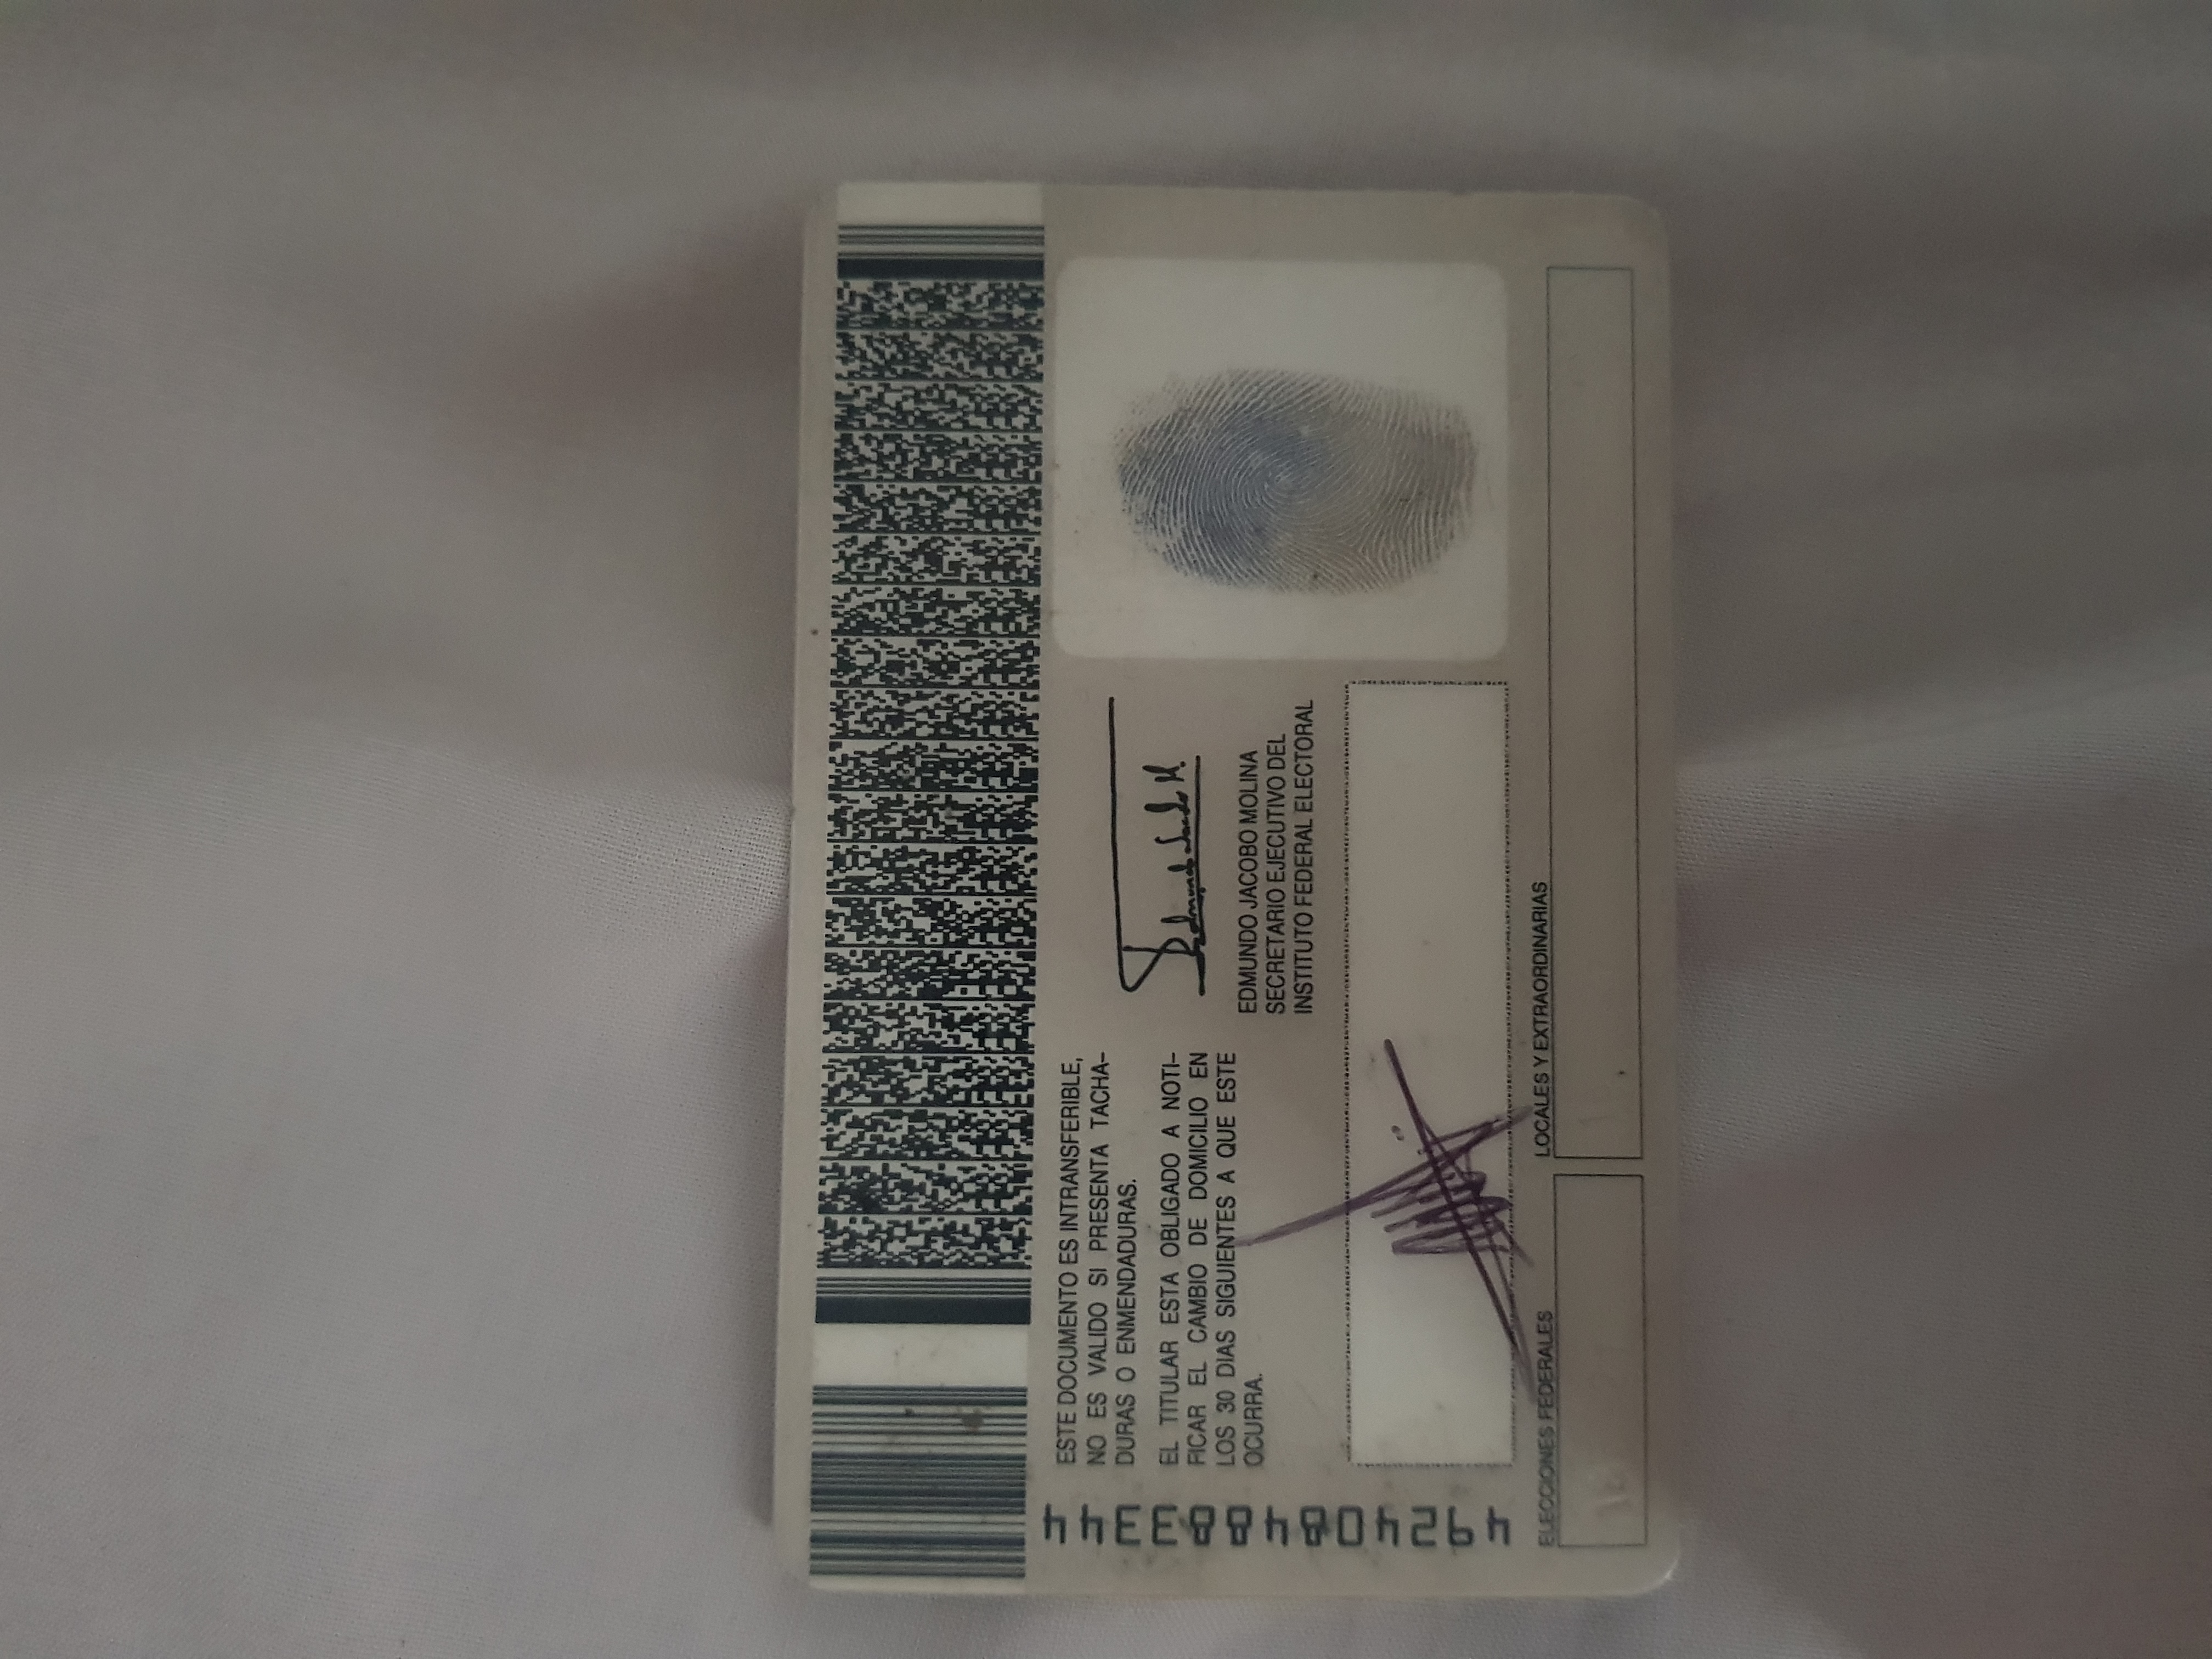 ESTE DOCUMENTO ES INTRANSFERIBLE,
NO ES VALIDO SI PRESENTA TACHA-
DURAS O ENMENDADURAS.
EL TITULAR ESTA OBLIGADO A NOTI-
FICAR EL CAMBIO DE DOMICILIO EN
LOS 30 DIAS SIGUIENTES A QUE ESTE
OCURRA.
EDMUNDO JACOBO MOLINA
SECRETARIO EJECUTIVO DEL
INSTITUTO FEDERAL ELECTORAL
4924084883344
ELECCIONES FEDERALES
LOCALES Y EXTRAORDINARIAS